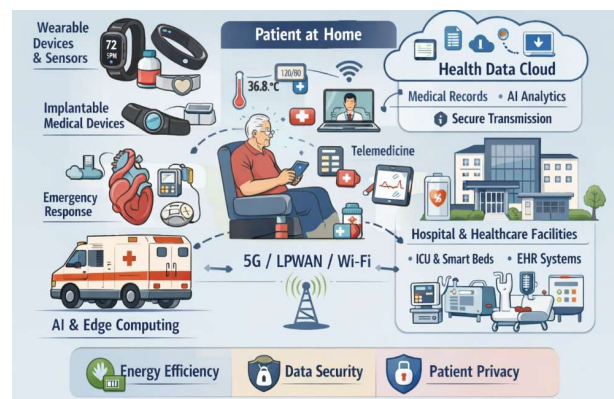 Wearable
Devices
& Sensors
72
Patient at Home
120/80
36.8.°C
Health Data Cloud
Medical Records • AI Analytics
Secure Transmission
Implantable
Medical Devices
Telemedicine
Emergency
Response
Hospital & Healthcare Facilities
• ICU & Smart Beds • EHR Systems
5G / LPWAN / Wi-Fi
AI & Edge Computing
Energy Efficiency
Data Security
Patient Privacy